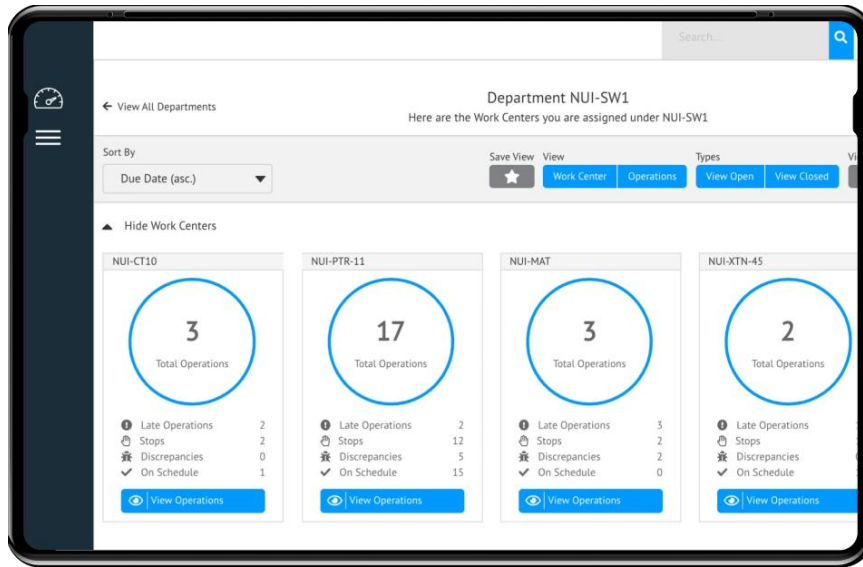 Search...
← View All Departments
Department NUI-SW1
Here are the Work Centers you are assigned under NUI-SW1
Sort By
Save View View Types
Due Date (asc.)
Work Center Operations View Open View Closed
Hide Work Centers
NUI-CT10
3
Total Operations
Late Operations 2
Stops 2
Discrepancies 0
On Schedule 1
View Operations
NUI-PTR-11
17
Total Operations
Late Operations 2
Stops 12
Discrepancies 5
On Schedule 15
View Operations
NUI-MAT
3
Total Operations
Late Operations 3
Stops 2
Discrepancies 2
On Schedule 0
View Operations
NUI-XTN-45
2
Total Operations
Late Operations
Stops
Discrepancies
On Schedule
View Operations